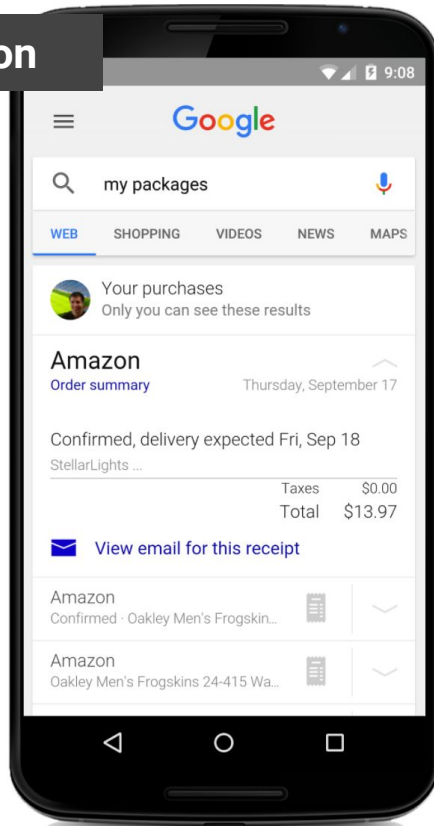 on
9:08
Google
my packages
WEB SHOPPING VIDEOS NEWS MAPS
Your purchases
Only you can see these results
Amazon
Order summary Thursday, September 17
Confirmed, delivery expected Fri, Sep 18
StellarLights ...
Taxes $0.00
Total $13.97
View email for this receipt
Amazon
Confirmed · Oakley Men's Frogskin...
Amazon
Oakley Men's Frogskins 24-415 Wa...